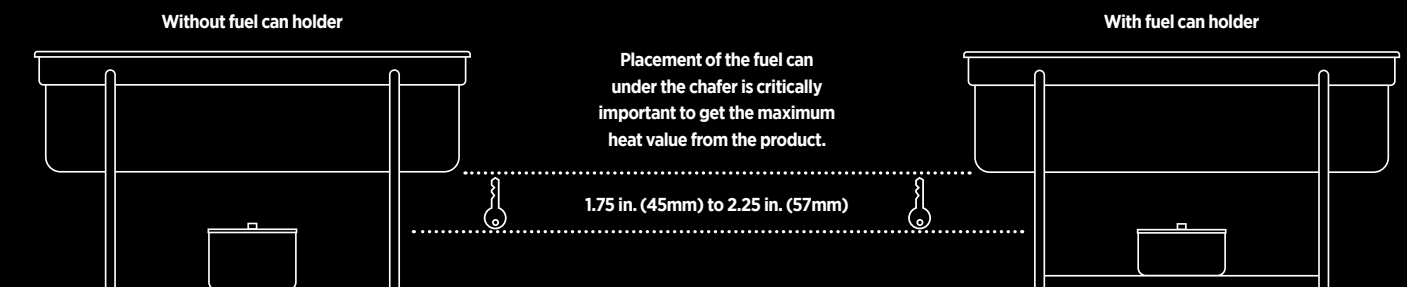 Without fuel can holder
With fuel can holder
Placement of the fuel can
under the chafer is critically
important to get the maximum
heat value from the product.
1.75 in. (45mm) to 2.25 in. (57mm)